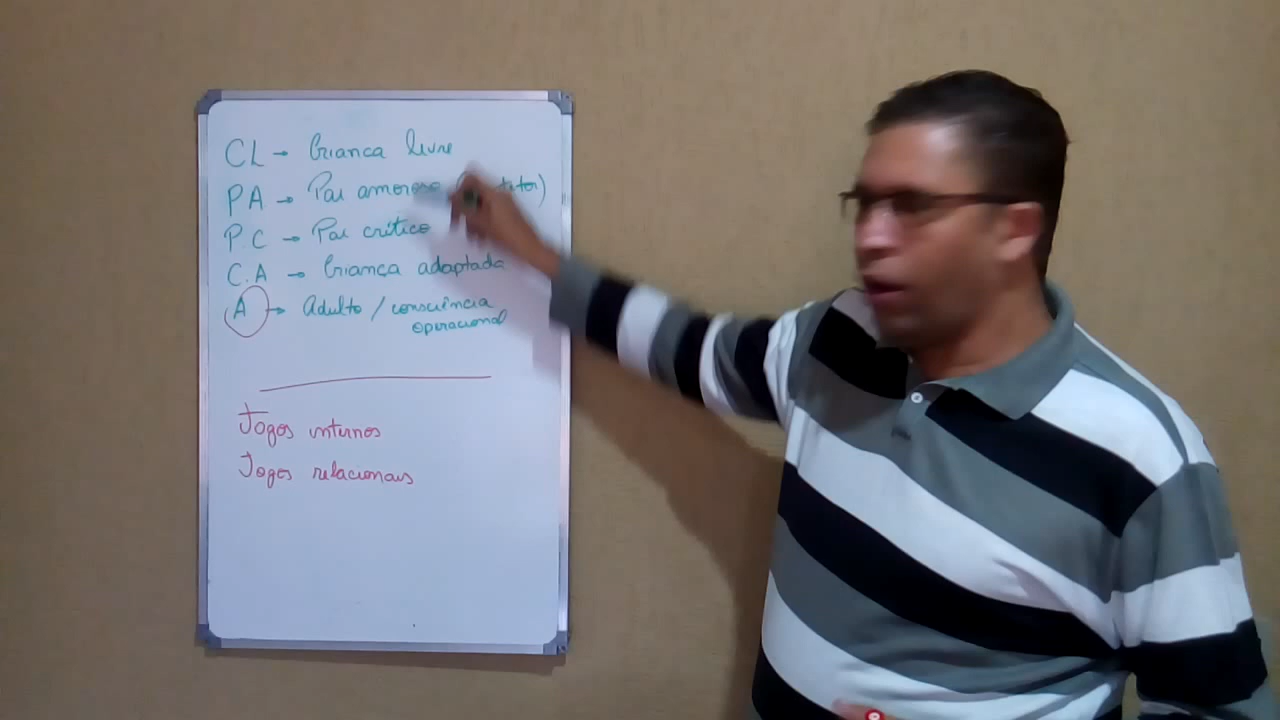 CL → Criança livre
PA → Pai amoroso
P.C → Pai crítico
C.A → Criança adaptada
A → Adulto / consciência
operacional
Jogos internos
Jogos relacionais